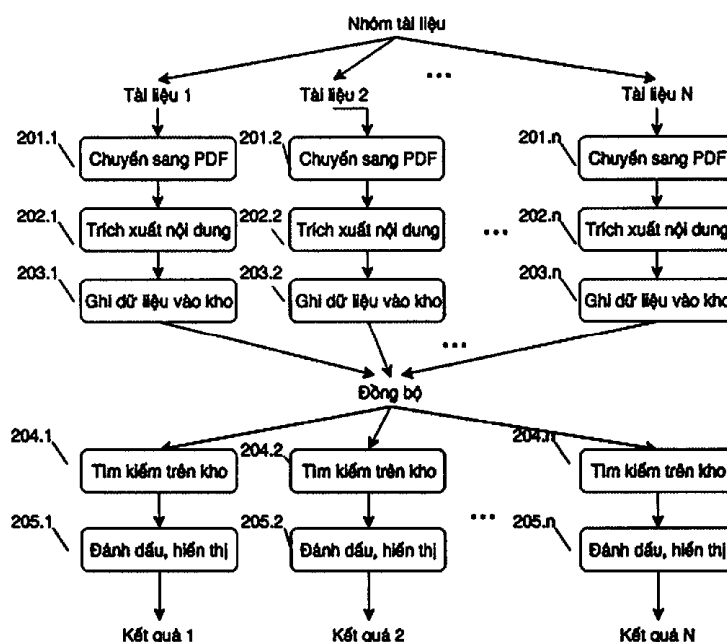 Nhóm tài liệu
...
Tài liệu 1 Tài liệu 2 Tài liệu N
201.1 201.2 201.n
Chuyển sang PDF Chuyển sang PDF Chuyển sang PDF
202.1 202.2 202.n
Trích xuất nội dung Trích xuất nội dung ... Trích xuất nội dung
203.1 203.2 203.n
Ghi dữ liệu vào kho Ghi dữ liệu vào kho Ghi dữ liệu vào kho
...
Đồng bộ
204.1 204.2 204.n
Tìm kiếm trên kho Tìm kiếm trên kho Tìm kiếm trên kho
205.1 205.2 ... 205.n
Đánh dấu, hiển thị Đánh dấu, hiển thị Đánh dấu, hiển thị
Kết quả 1 Kết quả 2 Kết quả N